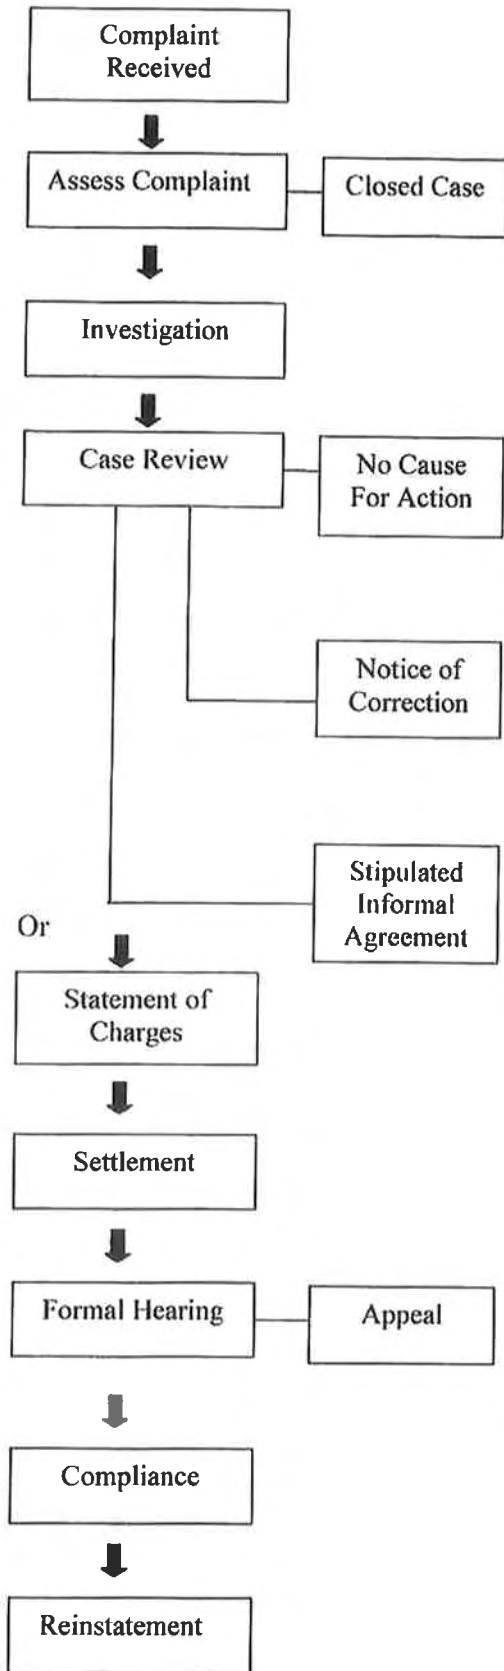 Complaint
Received
Assess Complaint
Closed Case
Investigation
Case Review
No Cause
For Action
Notice of
Correction
Stipulated
Informal
Agreement
Or
Statement of
Charges
Settlement
Formal Hearing
Appeal
Compliance
Reinstatement